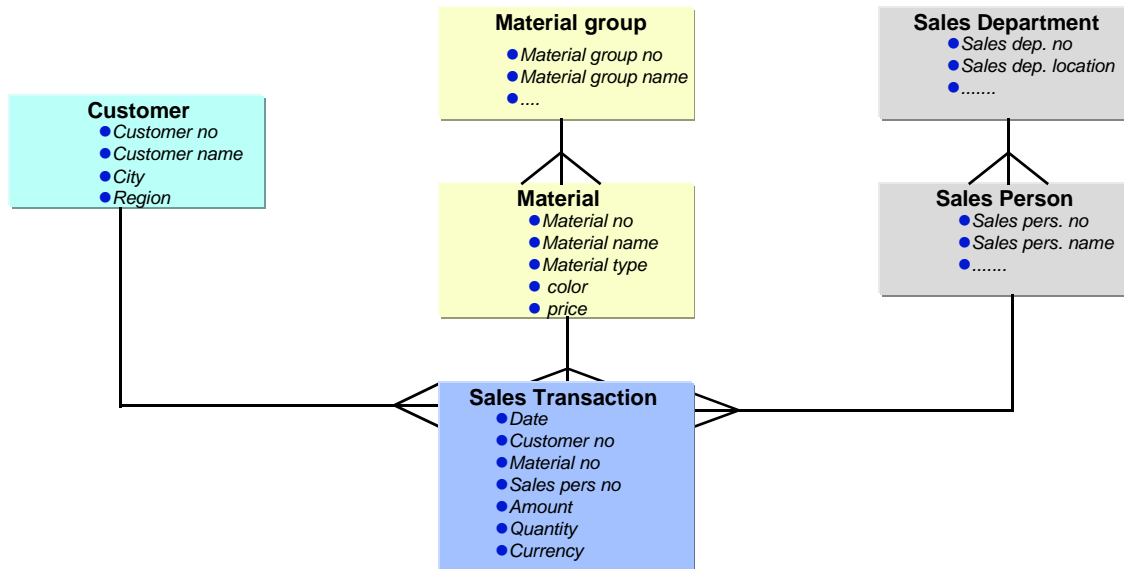 Material group
Material group no
Material group name
....
Sales Department
Sales dep. no
Sales dep. location
.......
Customer
Customer no
Customer name
City
Region
Material
Material no
Material name
Material type
color
price
Sales Person
Sales pers. no
Sales pers. name
.......
Sales Transaction
Date
Customer no
Material no
Sales pers no
Amount
Quantity
Currency